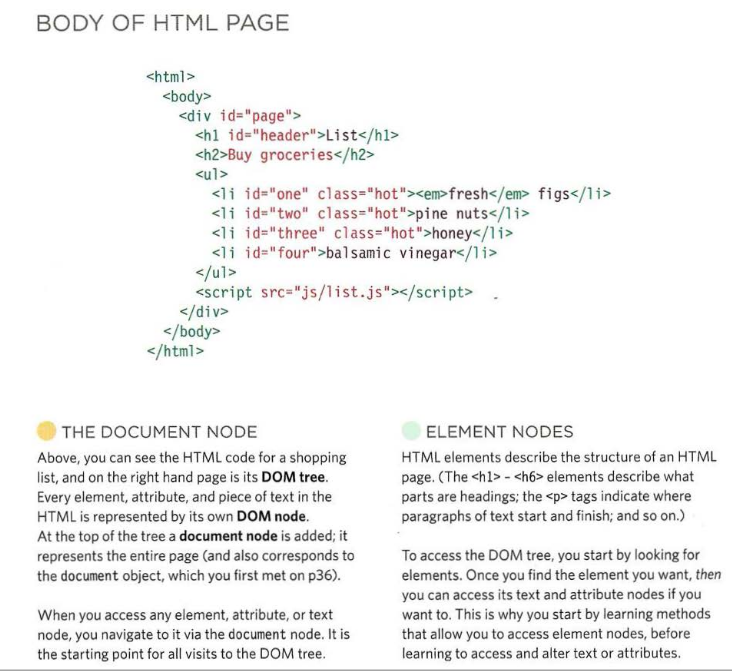 BODY OF HTML PAGE
<html>
<body>
<div id="page">
<h1 id="header">List</h1>
<h2>Buy groceries</h2>
<ul>
<li id="one" class="hot"><em>fresh</em> figs</li>
<li id="two" class="hot">pine nuts</li>
<li id="three" class="hot">honey</li>
<li id="four">balsamic vinegar</li>
</ul>
<script src="js/list.js"></script>
</div>
</body>
</html>
THE DOCUMENT NODE
Above, you can see the HTML code for a shopping
list, and on the right hand page is its DOM tree.
Every element, attribute, and piece of text in the
HTML is represented by its own DOM node.
At the top of the tree a document node is added; it
represents the entire page (and also corresponds to
the document object, which you first met on p36).
When you access any element, attribute, or text
node, you navigate to it via the document node. It is
the starting point for all visits to the DOM tree.
ELEMENT NODES
HTML elements describe the structure of an HTML
page. (The <h1> - <h6> elements describe what
parts are headings; the <p> tags indicate where
paragraphs of text start and finish; and so on.)
To access the DOM tree, you start by looking for
elements. Once you find the element you want, then
you can access its text and attribute nodes if you
want to. This is why you start by learning methods
that allow you to access element nodes, before
learning to access and alter text or attributes.